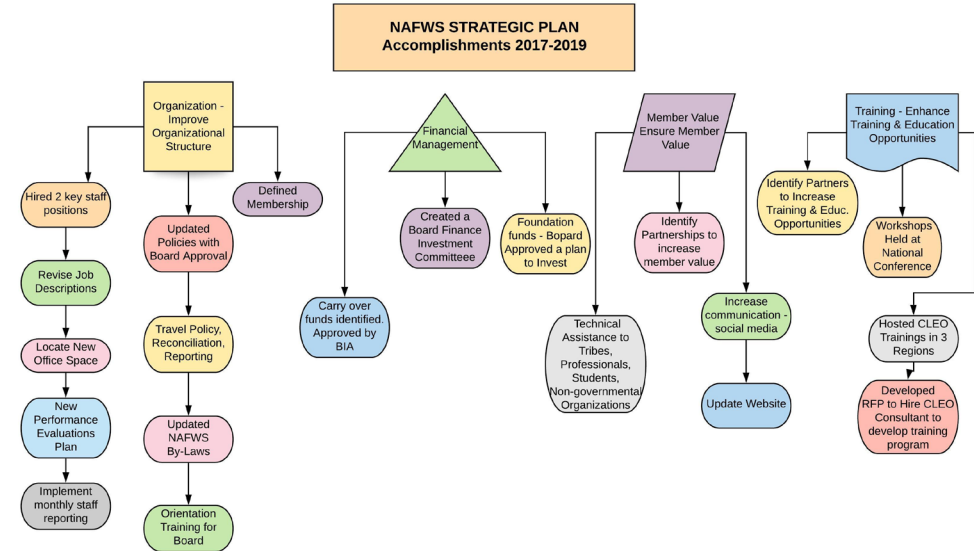 NAFWS STRATEGIC PLAN
Accomplishments 2017-2019
Organization -
Improve
Organizational
Structure
Hired 2 key staff
positions
Revise Job
Descriptions
Locate New
Office Space
New
Performance
Evaluations
Plan
Implement
monthly staff
reporting
Updated
Policies with
Board Approval
Travel Policy,
Reconciliation,
Reporting
Updated
NAFWS
By-Laws
Orientation
Training for
Board
Defined
Membership
Financial
Management
Carry over
funds identified.
Approved by
BIA
Created a
Board Finance
Investment
Committeee
Foundation
funds - Bopard
Approved a plan
to Invest
Member Value
Ensure Member
Value
Technical
Assistance to
Tribes,
Professionals,
Students,
Non-governmental
Organizations
Identify
Partnerships to
increase
member value
Increase
communication -
social media
Update Website
Training - Enhance
Training & Education
Opportunities
Identify Partners
to Increase
Training & Educ.
Opportunities
Workshops
Held at
National
Conference
Hosted CLEO
Trainings in 3
Regions
Developed
RFP to Hire CLEO
Consultant to
develop training
program